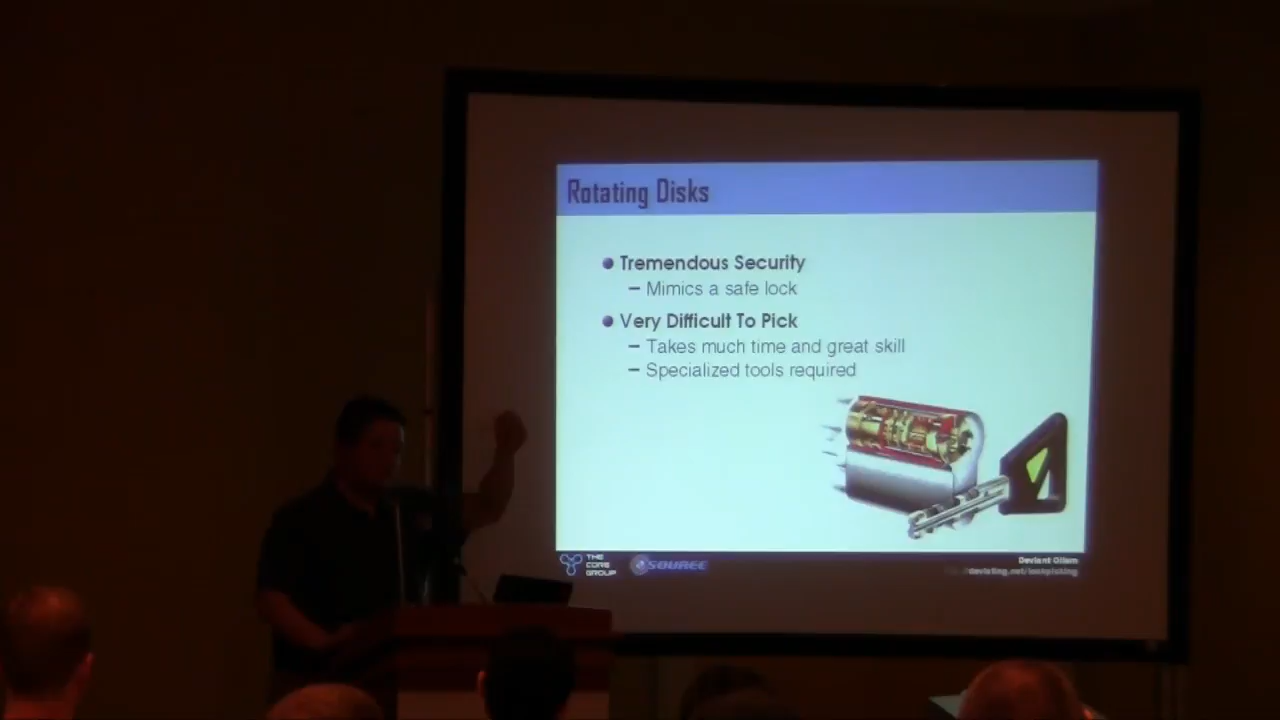 Rotating Disks
Tremendous Security
– Mimics a safe lock
Very Difficult To Pick
– Takes much time and great skill
– Specialized tools required
THE
CORE
GROUP
SOURCE
Deviant Ollam
deviating.net/lockpicking